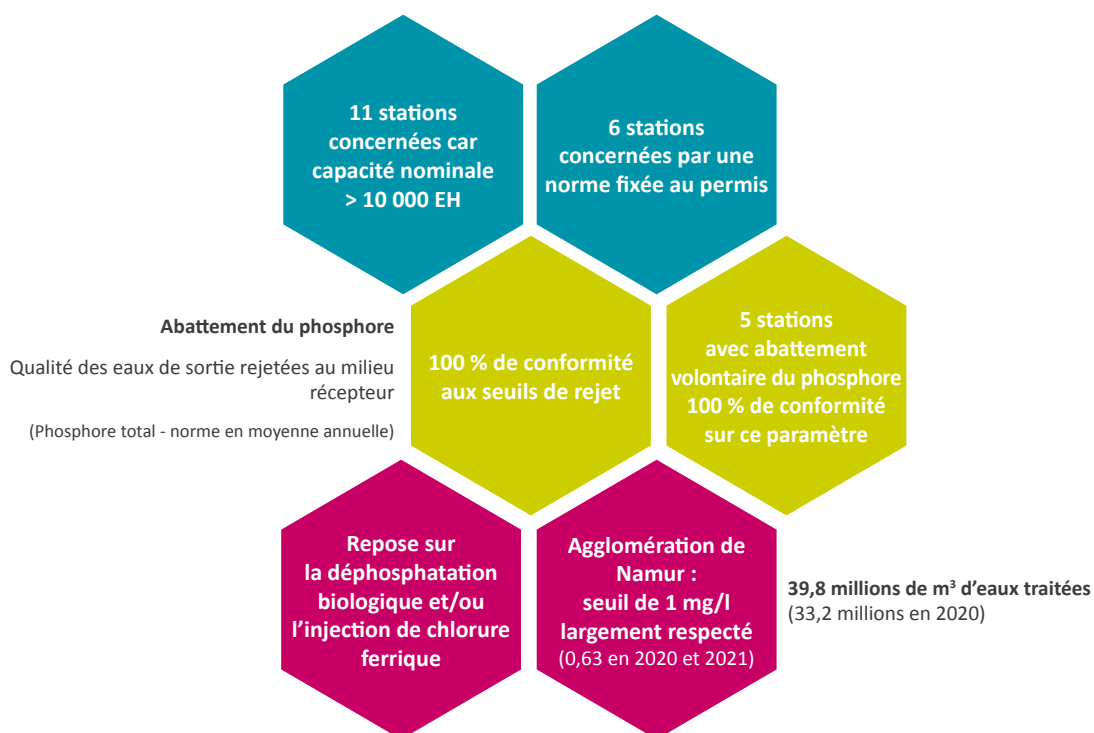 11 stations
concernées car
capacité nominale
> 10 000 EH
6 stations
concernées par une
norme fixée au permis
Abattement du phosphore
Qualité des eaux de sortie rejetées au milieu
récepteur
(Phosphore total - norme en moyenne annuelle)
100 % de conformité
aux seuils de rejet
5 stations
avec abattement
volontaire du phosphore
100 % de conformité
sur ce paramètre
Repose sur
la déphosphatation
biologique et/ou
l’injection de chlorure
ferrique
Agglomération de
Namur :
seuil de 1 mg/l
largement respecté
(0,63 en 2020 et 2021)
39,8 millions de m³ d’eaux traitées
(33,2 millions en 2020)